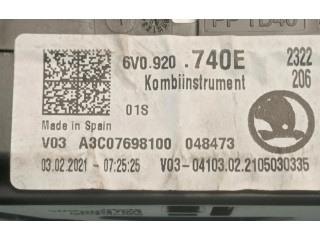 6V0.920 .740E 2322
Kombiinstrument 206
01S
Made in Spain
V03 A3C07698100 048473
03.02.2021 - 07:25:25 V03-04103.02.2105030335